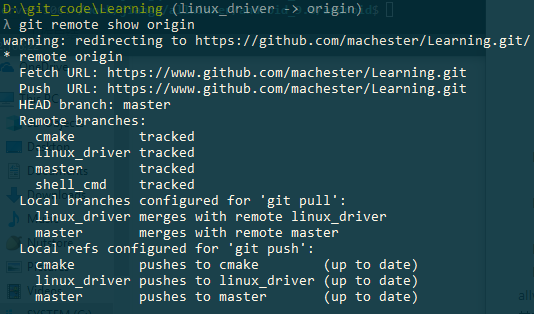 D:\git_code\Learning (linux_driver -> origin)
λ git remote show origin
warning: redirecting to https://github.com/machester/Learning.git/
* remote origin
  Fetch URL: https://www.github.com/machester/Learning.git
  Push  URL: https://www.github.com/machester/Learning.git
  HEAD branch: master
  Remote branches:
    cmake        tracked
    linux_driver tracked
    master       tracked
    shell_cmd    tracked
  Local branches configured for 'git pull':
    linux_driver merges with remote linux_driver
    master       merges with remote master
  Local refs configured for 'git push':
    cmake        pushes to cmake        (up to date)
    linux_driver pushes to linux_driver (up to date)
    master       pushes to master       (up to date)